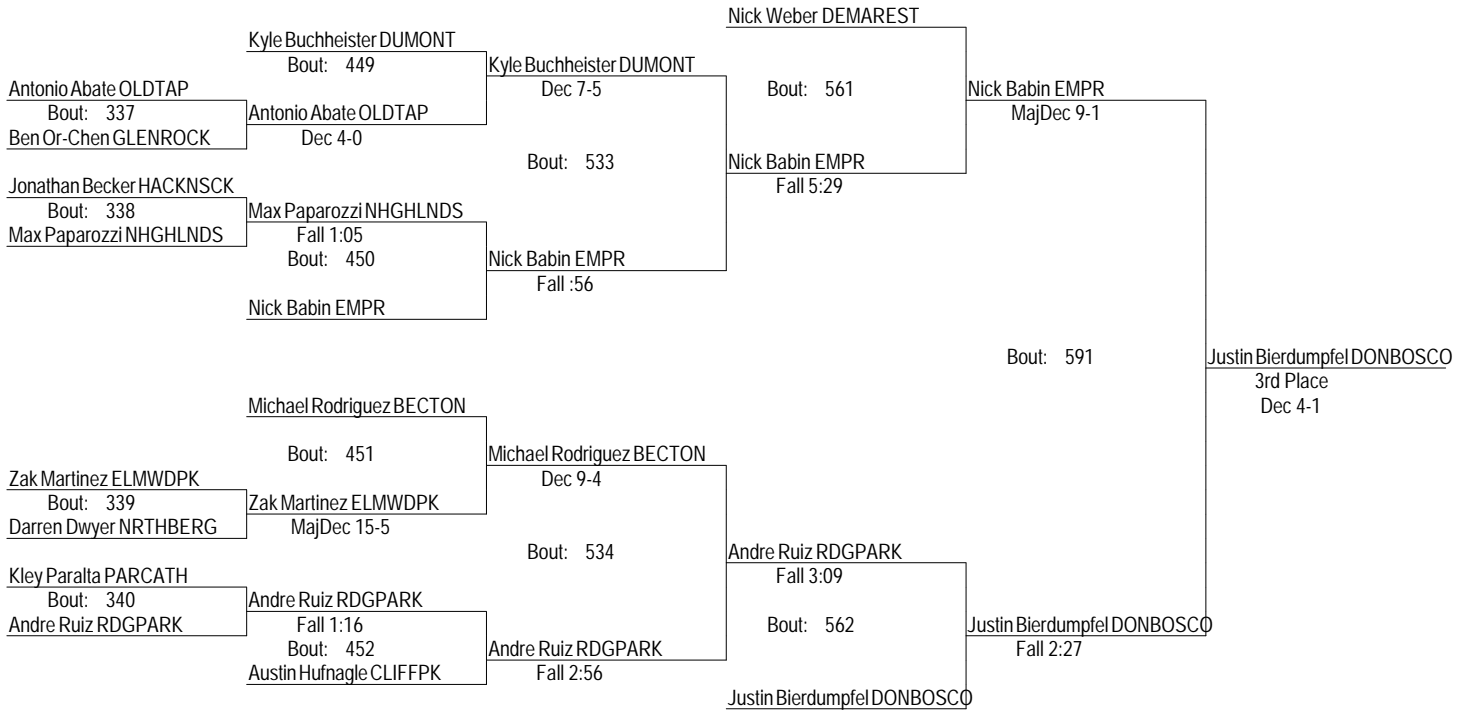 Nick Weber DEMAREST
Kyle Buchheister DUMONT
Bout: 449
Kyle Buchheister DUMONT
Dec 7-5
Antonio Abate OLDTAP
Bout: 337
Antonio Abate OLDTAP
Dec 4-0
Ben Or-Chen GLENROCK
Bout: 561
Nick Babin EMPR
MajDec 9-1
Bout: 533
Nick Babin EMPR
Fall 5:29
Jonathan Becker HACKNSCK
Bout: 338
Max Paparozzi NHGHLNDS
Max Paparozzi NHGHLNDS
Fall 1:05
Bout: 450
Nick Babin EMPR
Fall :56
Nick Babin EMPR
Bout: 591
Justin Bierdumpfel DONBOSCO
3rd Place
Dec 4-1
Michael Rodriguez BECTON
Bout: 451
Michael Rodriguez BECTON
Dec 9-4
Zak Martinez ELMWDPK
Bout: 339
Zak Martinez ELMWDPK
MajDec 15-5
Darren Dwyer NRTHBERG
Bout: 534
Andre Ruiz RDGPARK
Fall 3:09
Kley Paralta PARCATH
Bout: 340
Andre Ruiz RDGPARK
Andre Ruiz RDGPARK
Fall 1:16
Bout: 452
Andre Ruiz RDGPARK
Fall 2:56
Austin Hufnagle CLIFFPK
Bout: 562
Justin Bierdumpfel DONBOSCO
Fall 2:27
Justin Bierdumpfel DONBOSCO